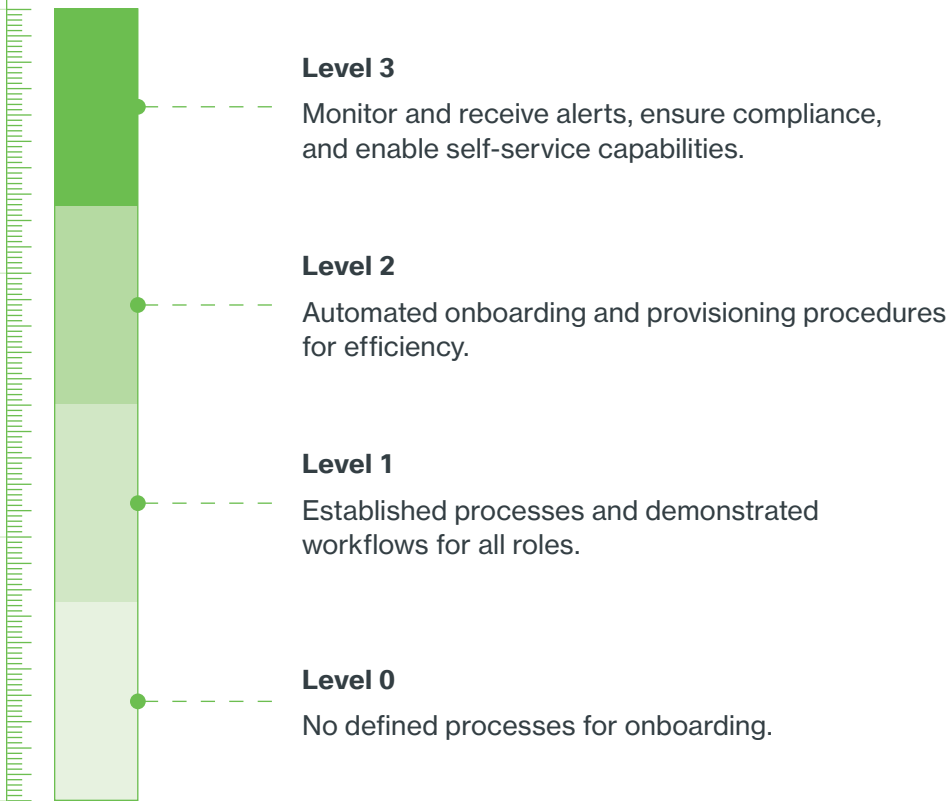 Level 3
Monitor and receive alerts, ensure compliance,
and enable self-service capabilities.
Level 2
Automated onboarding and provisioning procedures
for efficiency.
Level 1
Established processes and demonstrated
workflows for all roles.
Level 0
No defined processes for onboarding.